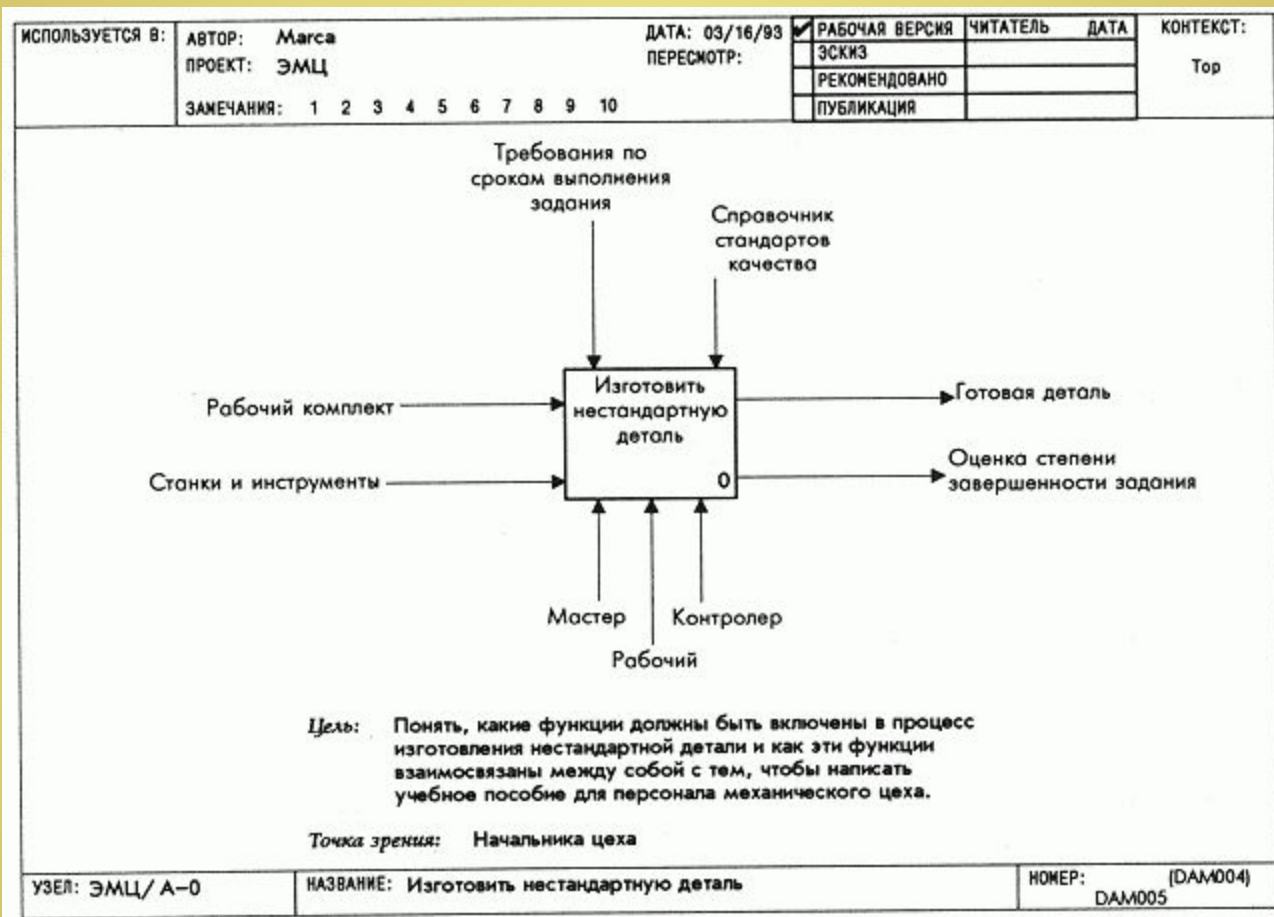 ИСПОЛЬЗУЕТСЯ В:
АВТОР: Marca
ДАТА: 03/16/93
ПРОЕКТ: ЭМЦ
ПЕРЕСМОТР:
ЗАМЕЧАНИЯ: 1 2 3 4 5 6 7 8 9 10
✔ РАБОЧАЯ ВЕРСИЯ
ЭСКИЗ
РЕКОМЕНДОВАНО
ПУБЛИКАЦИЯ
ЧИТАТЕЛЬ ДАТА
КОНТЕКСТ:
Top
Требования по
срокам выполнения
задания
Справочник
стандартов
качества
Рабочий комплект
Станки и инструменты
Изготовить
нестандартную
деталь
0
Готовая деталь
Оценка степени
завершенности задания
Мастер
Контролер
Рабочий
Цель: Понять, какие функции должны быть включены в процесс
изготовления нестандартной детали и как эти функции
взаимосвязаны между собой с тем, чтобы написать
учебное пособие для персонала механического цеха.
Точка зрения: Начальника цеха
УЗЕЛ: ЭМЦ/ А-0
НАЗВАНИЕ: Изготовить нестандартную деталь
НОМЕР: (DAM004)
DAM005